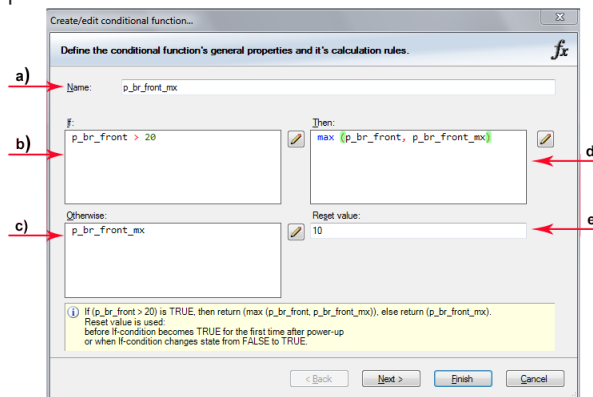 Create/edit conditional function...
Define the conditional function's general properties and it's calculation rules.
fx
a)
Name:
p_br_front_mx
If:
Then:
b)
p_br_front > 20
max (p_br_front, p_br_front_mx)
d
c)
Otherwise:
Reset value:
e
p_br_front_mx
10
If (p_br_front > 20) is TRUE, then return (max (p_br_front, p_br_front_mx)), else return (p_br_front_mx).
Reset value is used:
before If-condition becomes TRUE for the first time after power-up
or when If-condition changes state from FALSE to TRUE.
< Back
Next >
Finish
Cancel